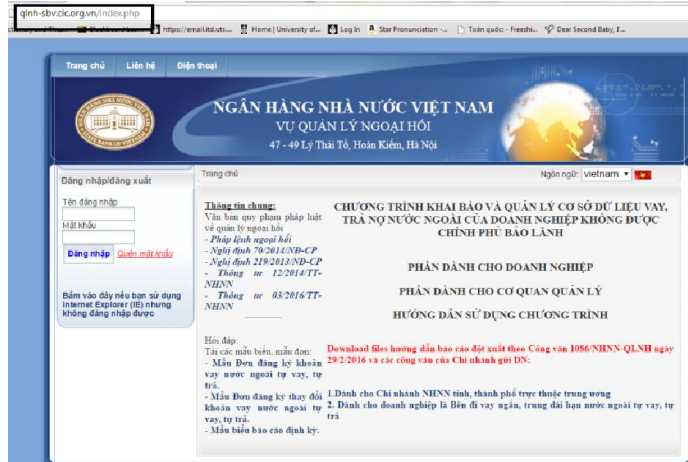 qlnh-sbv.cic.org.vn/index.php
https://email.itd.uts... Home | University of... Log In Star Pronunciation -... Toàn quốc - Freeshi... Dear Second Baby, I'...
Trang chủ Liên hệ Điện thoại
NGÂN HÀNG NHÀ NƯỚC VIỆT NAM
VỤ QUẢN LÝ NGOẠI HỐI
47 - 49 Lý Thái Tổ, Hoàn Kiếm, Hà Nội
Trang chủ
Ngôn ngữ: vietnam
Đăng nhập/đăng xuất
Tên đăng nhập
Mật khẩu
Đăng nhập Quên mật khẩu
Bấm vào đây nếu bạn sử dụng
Internet Explorer (IE) nhưng
không đăng nhập được
Thông tin chung:
Văn bản quy phạm pháp luật
về quản lý ngoại hối
- Pháp lệnh ngoại hối
- Nghị định 70/2014/NĐ-CP
- Nghị định 219/2013/NĐ-CP
- Thông tư 12/2014/TT-
NHNN
- Thông tư 03/2016/TT-
NHNN
Hỏi đáp:
Tải các mẫu biểu, mẫu đơn:
- Mẫu Đơn đăng ký khoản
vay nước ngoài tự vay, tự
trả.
- Mẫu Đơn đăng ký thay đổi
khoản vay nước ngoài tự
vay, tự trả.
- Mẫu biểu báo cáo định kỳ.
CHƯƠNG TRÌNH KHAI BÁO VÀ QUẢN LÝ CƠ SỞ DỮ LIỆU VAY,
TRẢ NỢ NƯỚC NGOÀI CỦA DOANH NGHIỆP KHÔNG ĐƯỢC
CHÍNH PHỦ BẢO LÃNH
PHẦN DÀNH CHO DOANH NGHIỆP
PHẦN DÀNH CHO CƠ QUAN QUẢN LÝ
HƯỚNG DẪN SỬ DỤNG CHƯƠNG TRÌNH
Download files hướng dẫn báo cáo đột xuất theo Công văn 1086/NHNN-QLNH ngày
29/2/2016 và các công văn của Chi nhánh gửi DN:
1.Dành cho Chi nhánh NHNN tỉnh, thành phố trực thuộc trung ương
2. Dành cho doanh nghiệp là Bên đi vay ngắn, trung dài hạn nước ngoài tự vay, tự
trả